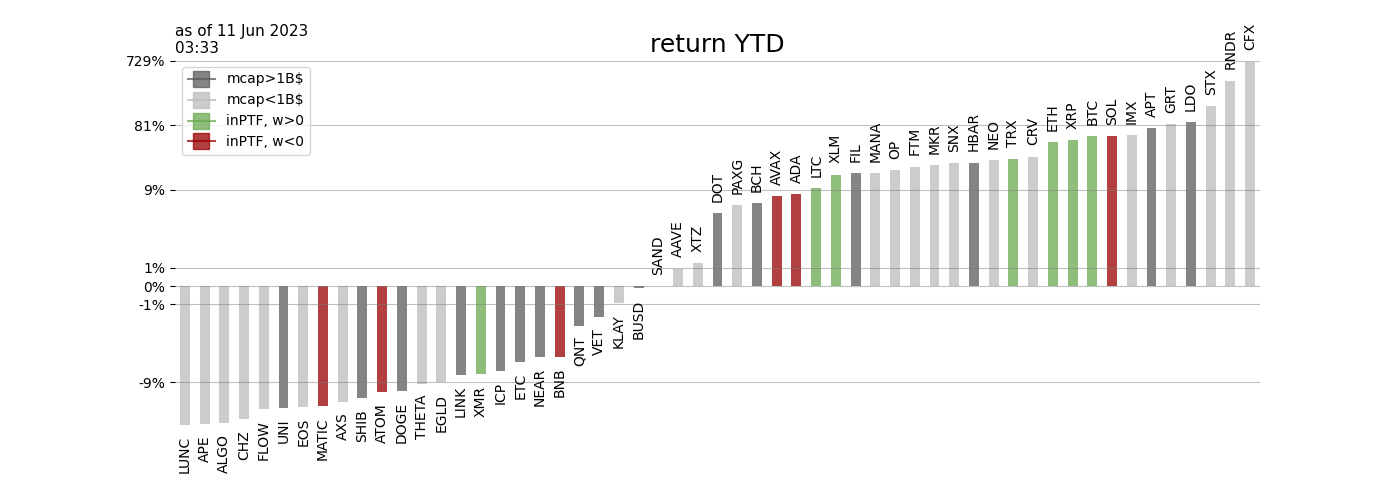 as of 11 Jun 2023
03:33
return YTD
729%
81%
9%
1%
0%
-1%
-9%
mcap>1B$
mcap<1B$
inPTF, w>0
inPTF, w<0
LUNC
APE
ALGO
CHZ
FLOW
UNI
EOS
MATIC
AXS
SHIB
ATOM
DOGE
THETA
EGLD
LINK
XMR
ICP
ETC
NEAR
BNB
QNT
VET
KLAY
BUSD
SAND
AAVE
XTZ
DOT
PAXG
BCH
AVAX
ADA
LTC
XLM
FIL
MANA
OP
FTM
MKR
SNX
HBAR
NEO
TRX
CRV
ETH
XRP
BTC
SOL
IMX
APT
GRT
LDO
STX
RNDR
CFX